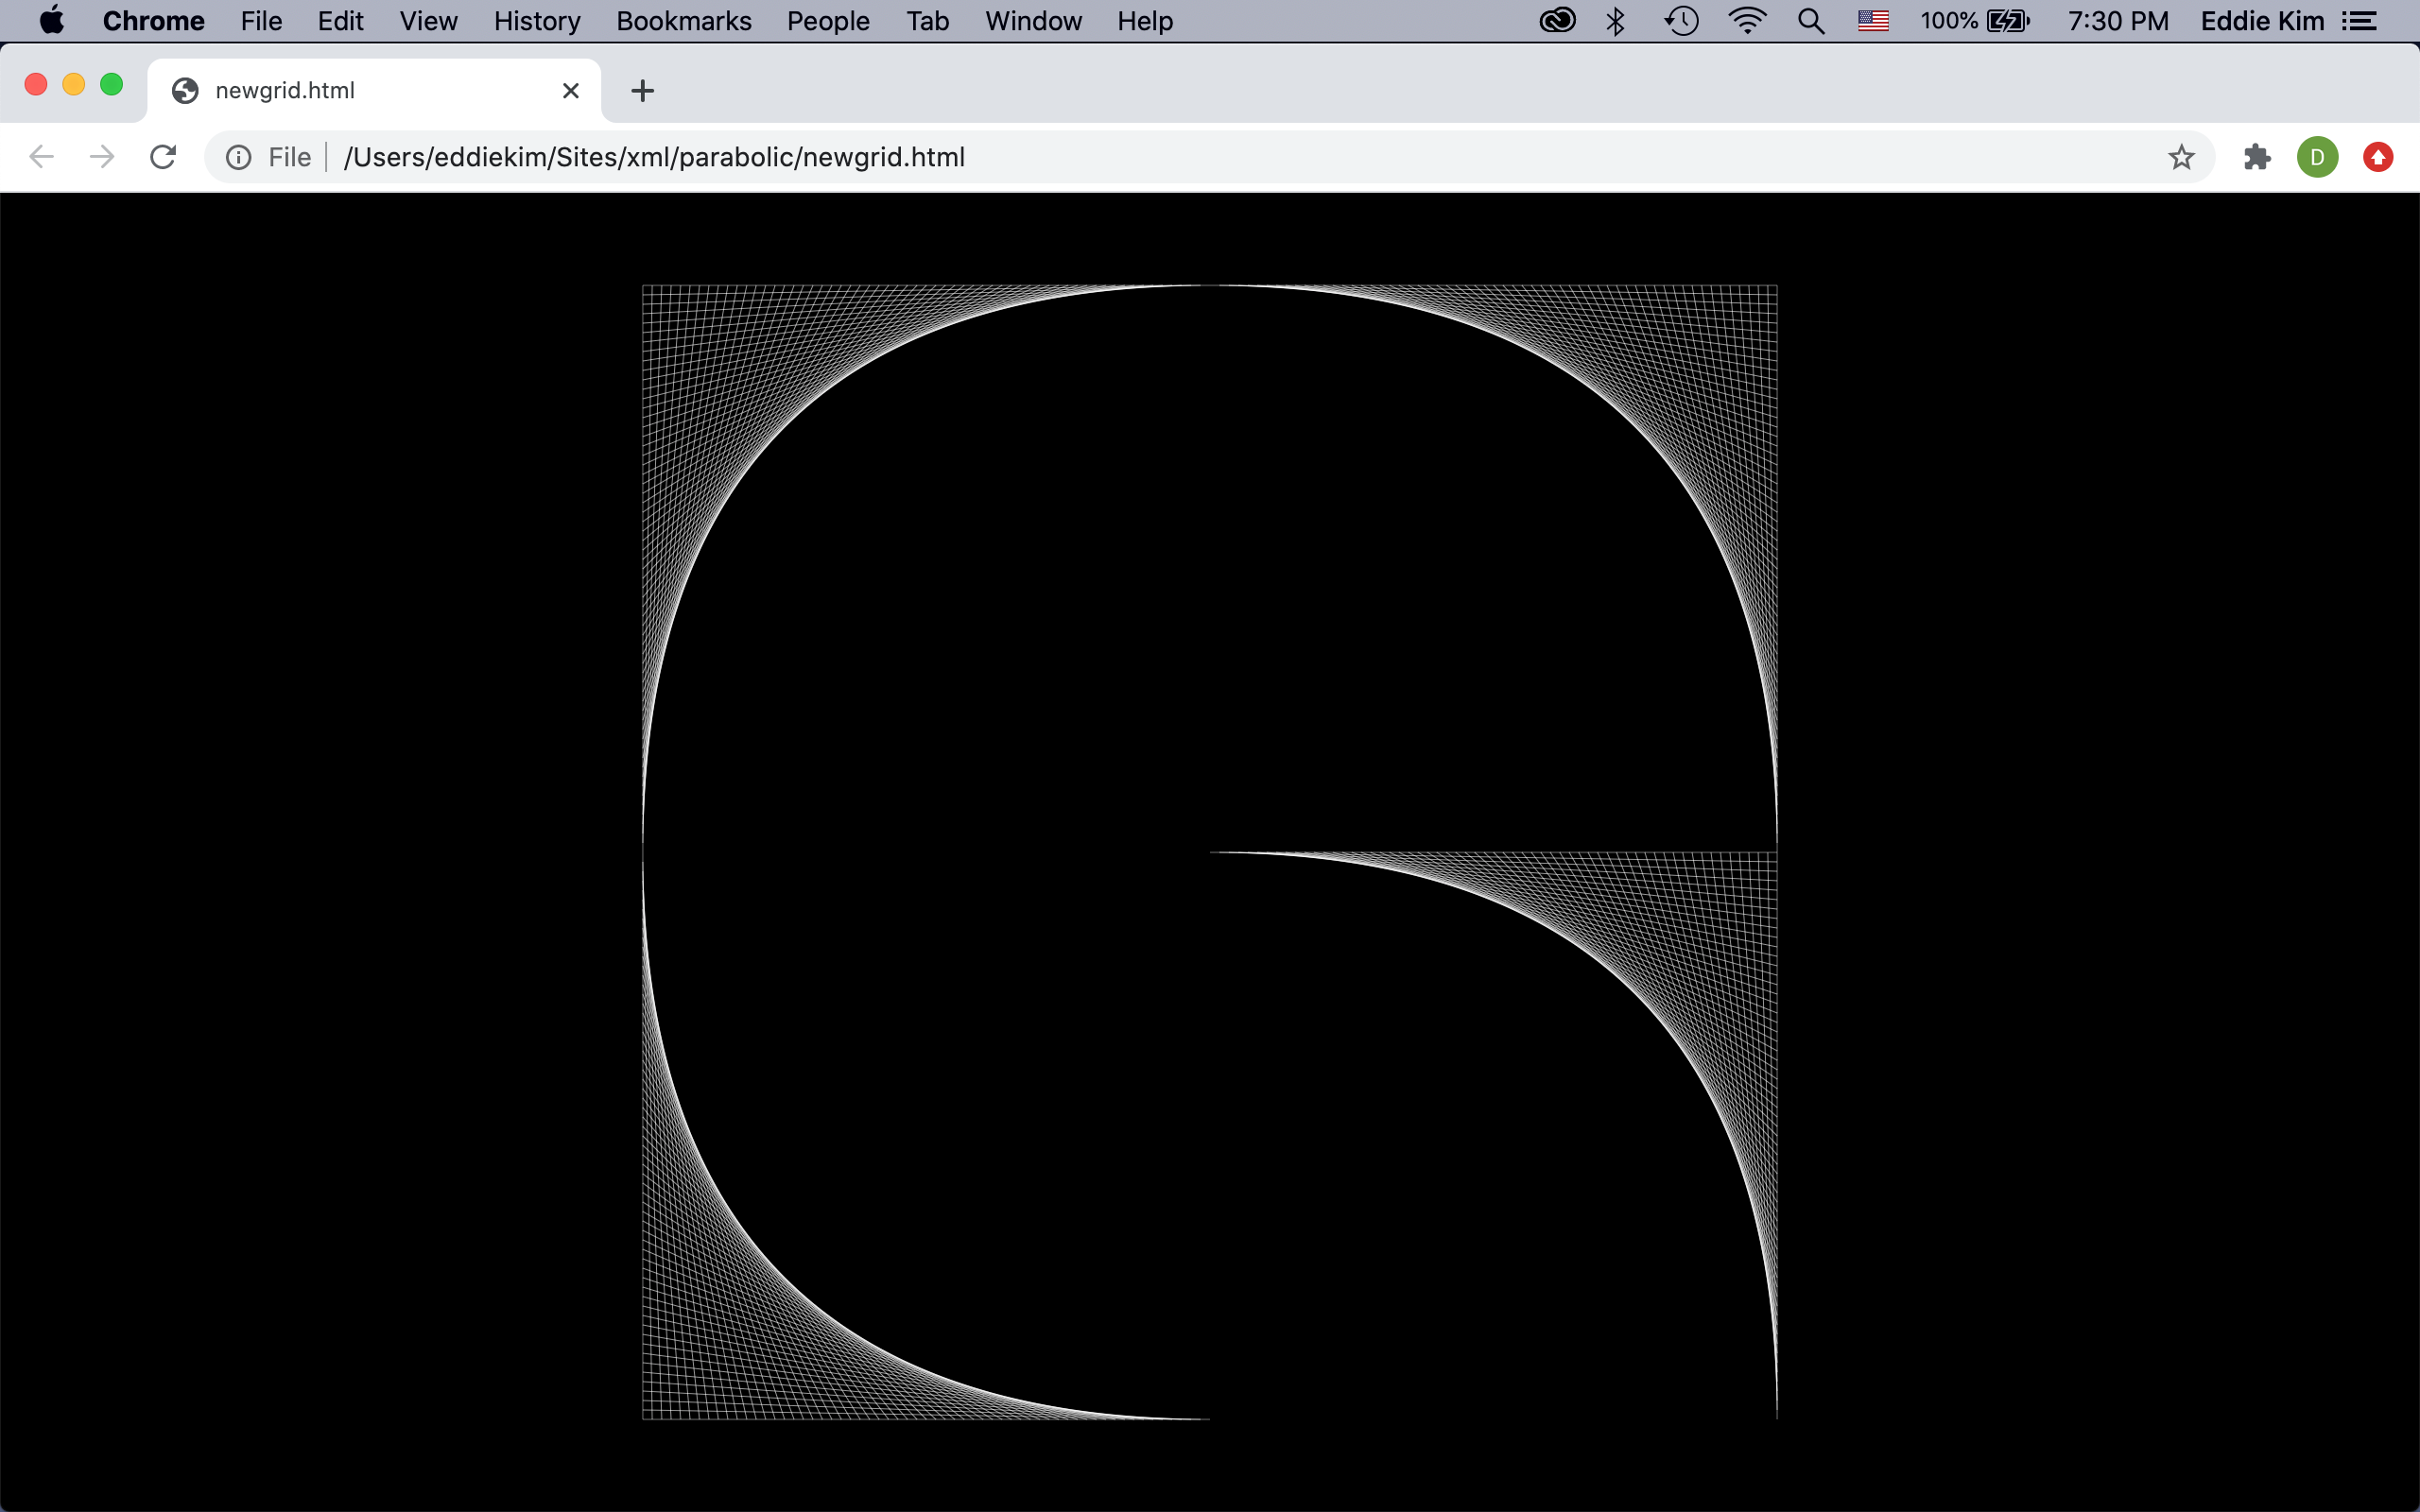 Chrome File Edit View History Bookmarks People Tab Window Help 100% 7:30 PM Eddie Kim
newgrid.html
File /Users/eddiekim/Sites/xml/parabolic/newgrid.html D